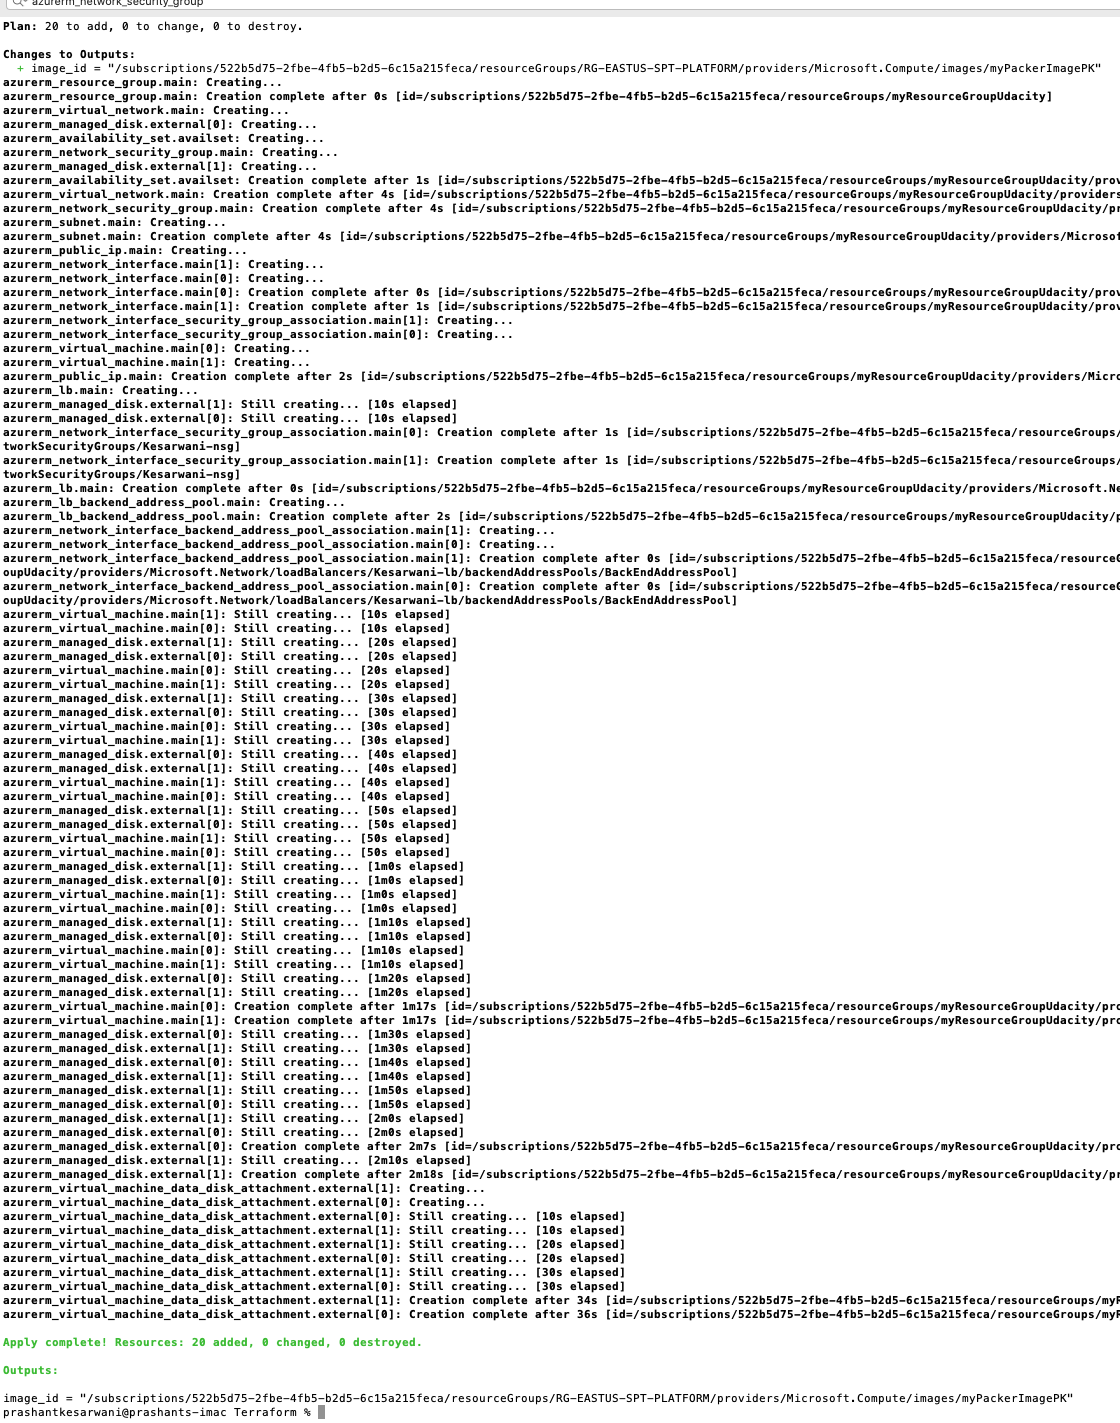 azurerm_network_security_group
Plan: 20 to add, 0 to change, 0 to destroy.
Changes to Outputs:
+ image_id = "/subscriptions/522b5d75-2fbe-4fb5-b2d5-6c15a215feca/resourceGroups/RG-EASTUS-SPT-PLATFORM/providers/Microsoft.Compute/images/myPackerImagePK"
azurerm_resource_group.main: Creating...
azurerm_resource_group.main: Creation complete after 0s [id=/subscriptions/522b5d75-2fbe-4fb5-b2d5-6c15a215feca/resourceGroups/myResourceGroupUdacity]
azurerm_virtual_network.main: Creating...
azurerm_managed_disk.external[0]: Creating...
azurerm_availability_set.availset: Creating...
azurerm_network_security_group.main: Creating...
azurerm_managed_disk.external[1]: Creating...
azurerm_availability_set.availset: Creation complete after 1s [id=/subscriptions/522b5d75-2fbe-4fb5-b2d5-6c15a215feca/resourceGroups/myResourceGroupUdacity/prov
azurerm_virtual_network.main: Creation complete after 4s [id=/subscriptions/522b5d75-2fbe-4fb5-b2d5-6c15a215feca/resourceGroups/myResourceGroupUdacity/providers
azurerm_network_security_group.main: Creation complete after 4s [id=/subscriptions/522b5d75-2fbe-4fb5-b2d5-6c15a215feca/resourceGroups/myResourceGroupUdacity/pr
azurerm_subnet.main: Creating...
azurerm_subnet.main: Creation complete after 4s [id=/subscriptions/522b5d75-2fbe-4fb5-b2d5-6c15a215feca/resourceGroups/myResourceGroupUdacity/providers/Microsof
azurerm_public_ip.main: Creating...
azurerm_network_interface.main[1]: Creating...
azurerm_network_interface.main[0]: Creating...
azurerm_network_interface.main[0]: Creation complete after 0s [id=/subscriptions/522b5d75-2fbe-4fb5-b2d5-6c15a215feca/resourceGroups/myResourceGroupUdacity/prov
azurerm_network_interface.main[1]: Creation complete after 1s [id=/subscriptions/522b5d75-2fbe-4fb5-b2d5-6c15a215feca/resourceGroups/myResourceGroupUdacity/prov
azurerm_network_interface_security_group_association.main[1]: Creating...
azurerm_network_interface_security_group_association.main[0]: Creating...
azurerm_virtual_machine.main[0]: Creating...
azurerm_virtual_machine.main[1]: Creating...
azurerm_public_ip.main: Creation complete after 2s [id=/subscriptions/522b5d75-2fbe-4fb5-b2d5-6c15a215feca/resourceGroups/myResourceGroupUdacity/providers/Micro
azurerm_lb.main: Creating...
azurerm_managed_disk.external[1]: Still creating... [10s elapsed]
azurerm_managed_disk.external[0]: Still creating... [10s elapsed]
azurerm_network_interface_security_group_association.main[0]: Creation complete after 1s [id=/subscriptions/522b5d75-2fbe-4fb5-b2d5-6c15a215feca/resourceGroups/
tworkSecurityGroups/Kesarwani-nsg]
azurerm_network_interface_security_group_association.main[1]: Creation complete after 1s [id=/subscriptions/522b5d75-2fbe-4fb5-b2d5-6c15a215feca/resourceGroups/
tworkSecurityGroups/Kesarwani-nsg]
azurerm_lb.main: Creation complete after 0s [id=/subscriptions/522b5d75-2fbe-4fb5-b2d5-6c15a215feca/resourceGroups/myResourceGroupUdacity/providers/Microsoft.Ne
azurerm_lb_backend_address_pool.main: Creating...
azurerm_lb_backend_address_pool.main: Creation complete after 2s [id=/subscriptions/522b5d75-2fbe-4fb5-b2d5-6c15a215feca/resourceGroups/myResourceGroupUdacity/p
azurerm_network_interface_backend_address_pool_association.main[1]: Creating...
azurerm_network_interface_backend_address_pool_association.main[0]: Creating...
azurerm_network_interface_backend_address_pool_association.main[1]: Creation complete after 0s [id=/subscriptions/522b5d75-2fbe-4fb5-b2d5-6c15a215feca/resourceG
oupUdacity/providers/Microsoft.Network/loadBalancers/Kesarwani-lb/backendAddressPools/BackEndAddressPool]
azurerm_network_interface_backend_address_pool_association.main[0]: Creation complete after 0s [id=/subscriptions/522b5d75-2fbe-4fb5-b2d5-6c15a215feca/resourceG
oupUdacity/providers/Microsoft.Network/loadBalancers/Kesarwani-lb/backendAddressPools/BackEndAddressPool]
azurerm_virtual_machine.main[1]: Still creating... [10s elapsed]
azurerm_virtual_machine.main[0]: Still creating... [10s elapsed]
azurerm_managed_disk.external[1]: Still creating... [20s elapsed]
azurerm_managed_disk.external[0]: Still creating... [20s elapsed]
azurerm_virtual_machine.main[0]: Still creating... [20s elapsed]
azurerm_virtual_machine.main[1]: Still creating... [20s elapsed]
azurerm_managed_disk.external[1]: Still creating... [30s elapsed]
azurerm_managed_disk.external[0]: Still creating... [30s elapsed]
azurerm_virtual_machine.main[0]: Still creating... [30s elapsed]
azurerm_virtual_machine.main[1]: Still creating... [30s elapsed]
azurerm_managed_disk.external[0]: Still creating... [40s elapsed]
azurerm_managed_disk.external[1]: Still creating... [40s elapsed]
azurerm_virtual_machine.main[1]: Still creating... [40s elapsed]
azurerm_virtual_machine.main[0]: Still creating... [40s elapsed]
azurerm_managed_disk.external[1]: Still creating... [50s elapsed]
azurerm_managed_disk.external[0]: Still creating... [50s elapsed]
azurerm_virtual_machine.main[1]: Still creating... [50s elapsed]
azurerm_virtual_machine.main[0]: Still creating... [50s elapsed]
azurerm_managed_disk.external[1]: Still creating... [1m0s elapsed]
azurerm_managed_disk.external[0]: Still creating... [1m0s elapsed]
azurerm_virtual_machine.main[1]: Still creating... [1m0s elapsed]
azurerm_virtual_machine.main[0]: Still creating... [1m0s elapsed]
azurerm_managed_disk.external[1]: Still creating... [1m10s elapsed]
azurerm_managed_disk.external[0]: Still creating... [1m10s elapsed]
azurerm_virtual_machine.main[0]: Still creating... [1m10s elapsed]
azurerm_virtual_machine.main[1]: Still creating... [1m10s elapsed]
azurerm_managed_disk.external[0]: Still creating... [1m20s elapsed]
azurerm_managed_disk.external[1]: Still creating... [1m20s elapsed]
azurerm_virtual_machine.main[0]: Creation complete after 1m17s [id=/subscriptions/522b5d75-2fbe-4fb5-b2d5-6c15a215feca/resourceGroups/myResourceGroupUdacity/pro
azurerm_virtual_machine.main[1]: Creation complete after 1m17s [id=/subscriptions/522b5d75-2fbe-4fb5-b2d5-6c15a215feca/resourceGroups/myResourceGroupUdacity/pro
azurerm_managed_disk.external[0]: Still creating... [1m30s elapsed]
azurerm_managed_disk.external[1]: Still creating... [1m30s elapsed]
azurerm_managed_disk.external[0]: Still creating... [1m40s elapsed]
azurerm_managed_disk.external[1]: Still creating... [1m40s elapsed]
azurerm_managed_disk.external[1]: Still creating... [1m50s elapsed]
azurerm_managed_disk.external[0]: Still creating... [1m50s elapsed]
azurerm_managed_disk.external[1]: Still creating... [2m0s elapsed]
azurerm_managed_disk.external[0]: Still creating... [2m0s elapsed]
azurerm_managed_disk.external[0]: Creation complete after 2m7s [id=/subscriptions/522b5d75-2fbe-4fb5-b2d5-6c15a215feca/resourceGroups/myResourceGroupUdacity/pro
azurerm_managed_disk.external[1]: Still creating... [2m10s elapsed]
azurerm_managed_disk.external[1]: Creation complete after 2m18s [id=/subscriptions/522b5d75-2fbe-4fb5-b2d5-6c15a215feca/resourceGroups/myResourceGroupUdacity/pr
azurerm_virtual_machine_data_disk_attachment.external[1]: Creating...
azurerm_virtual_machine_data_disk_attachment.external[0]: Creating...
azurerm_virtual_machine_data_disk_attachment.external[0]: Still creating... [10s elapsed]
azurerm_virtual_machine_data_disk_attachment.external[1]: Still creating... [10s elapsed]
azurerm_virtual_machine_data_disk_attachment.external[1]: Still creating... [20s elapsed]
azurerm_virtual_machine_data_disk_attachment.external[0]: Still creating... [20s elapsed]
azurerm_virtual_machine_data_disk_attachment.external[1]: Still creating... [30s elapsed]
azurerm_virtual_machine_data_disk_attachment.external[0]: Still creating... [30s elapsed]
azurerm_virtual_machine_data_disk_attachment.external[1]: Creation complete after 34s [id=/subscriptions/522b5d75-2fbe-4fb5-b2d5-6c15a215feca/resourceGroups/myR
azurerm_virtual_machine_data_disk_attachment.external[0]: Creation complete after 36s [id=/subscriptions/522b5d75-2fbe-4fb5-b2d5-6c15a215feca/resourceGroups/myR
Apply complete! Resources: 20 added, 0 changed, 0 destroyed.
Outputs:
image_id = "/subscriptions/522b5d75-2fbe-4fb5-b2d5-6c15a215feca/resourceGroups/RG-EASTUS-SPT-PLATFORM/providers/Microsoft.Compute/images/myPackerImagePK"
prashantkesarwani@prashants-imac Terraform %